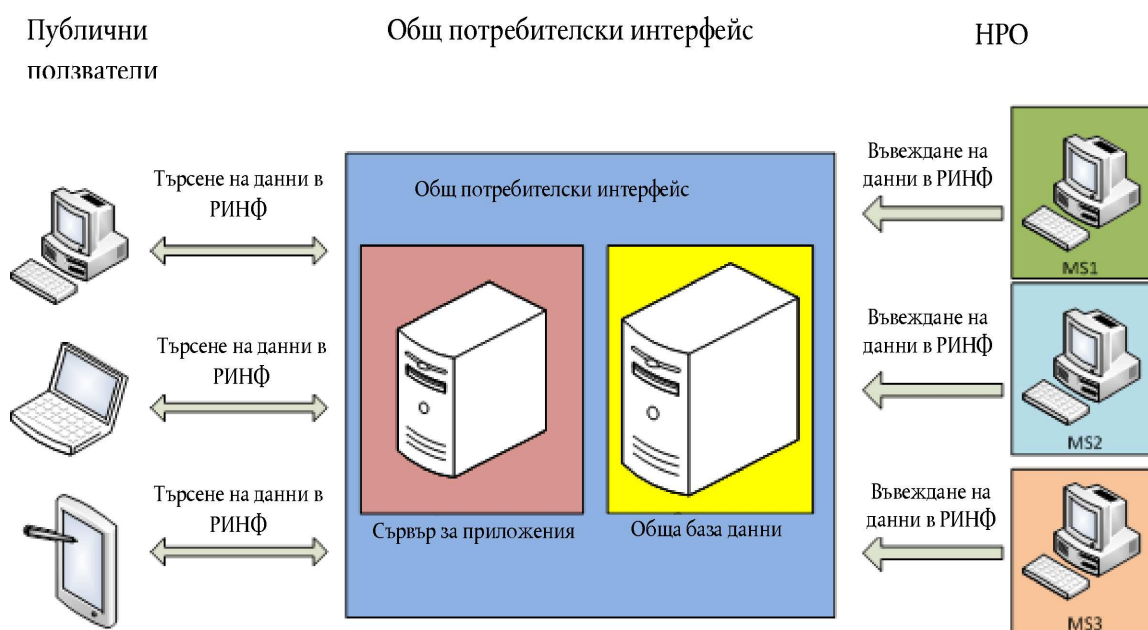 Публични
ползватели
Общ потребителски интерфейс
НРО
Търсене на данни в
РИНФ
Търсене на данни в
РИНФ
Търсене на данни в
РИНФ
Общ потребителски интерфейс
Сървър за приложения
Обща база данни
Въвеждане на
данни в РИНФ
MS1
Въвеждане на
данни в РИНФ
MS2
Въвеждане на
данни в РИНФ
MS3